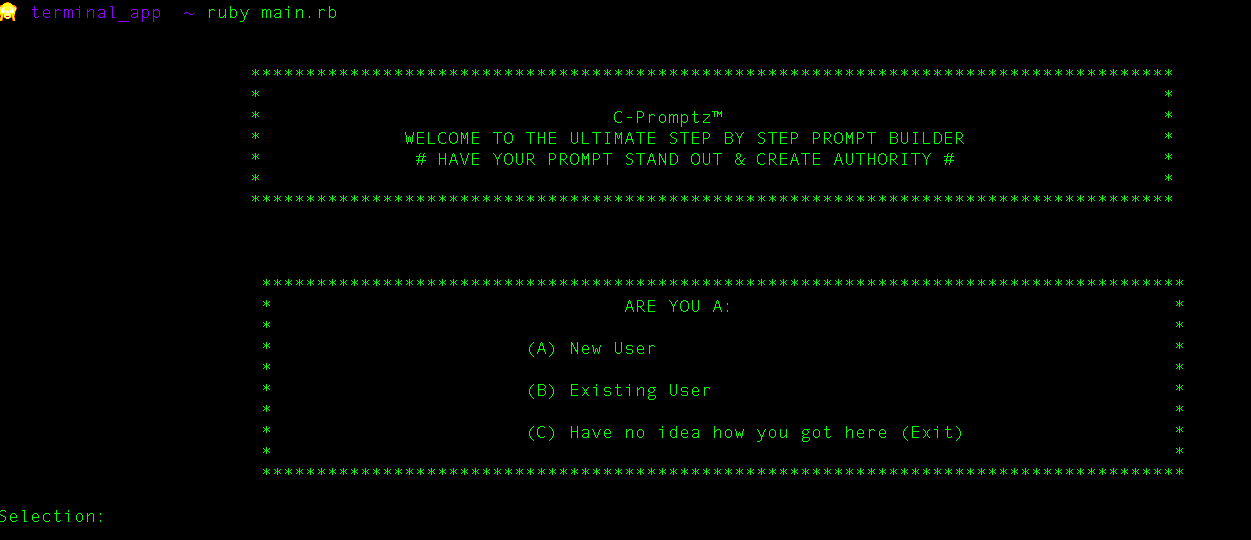 🙈 terminal_app ~ ruby main.rb
************************************************************************************
* *
* C-Promptz™ *
* WELCOME TO THE ULTIMATE STEP BY STEP PROMPT BUILDER *
* # HAVE YOUR PROMPT STAND OUT & CREATE AUTHORITY # *
* *
************************************************************************************
************************************************************************************
* ARE YOU A: *
* *
* (A) New User *
* *
* (B) Existing User *
* *
* (C) Have no idea how you got here (Exit) *
* *
************************************************************************************
Selection: